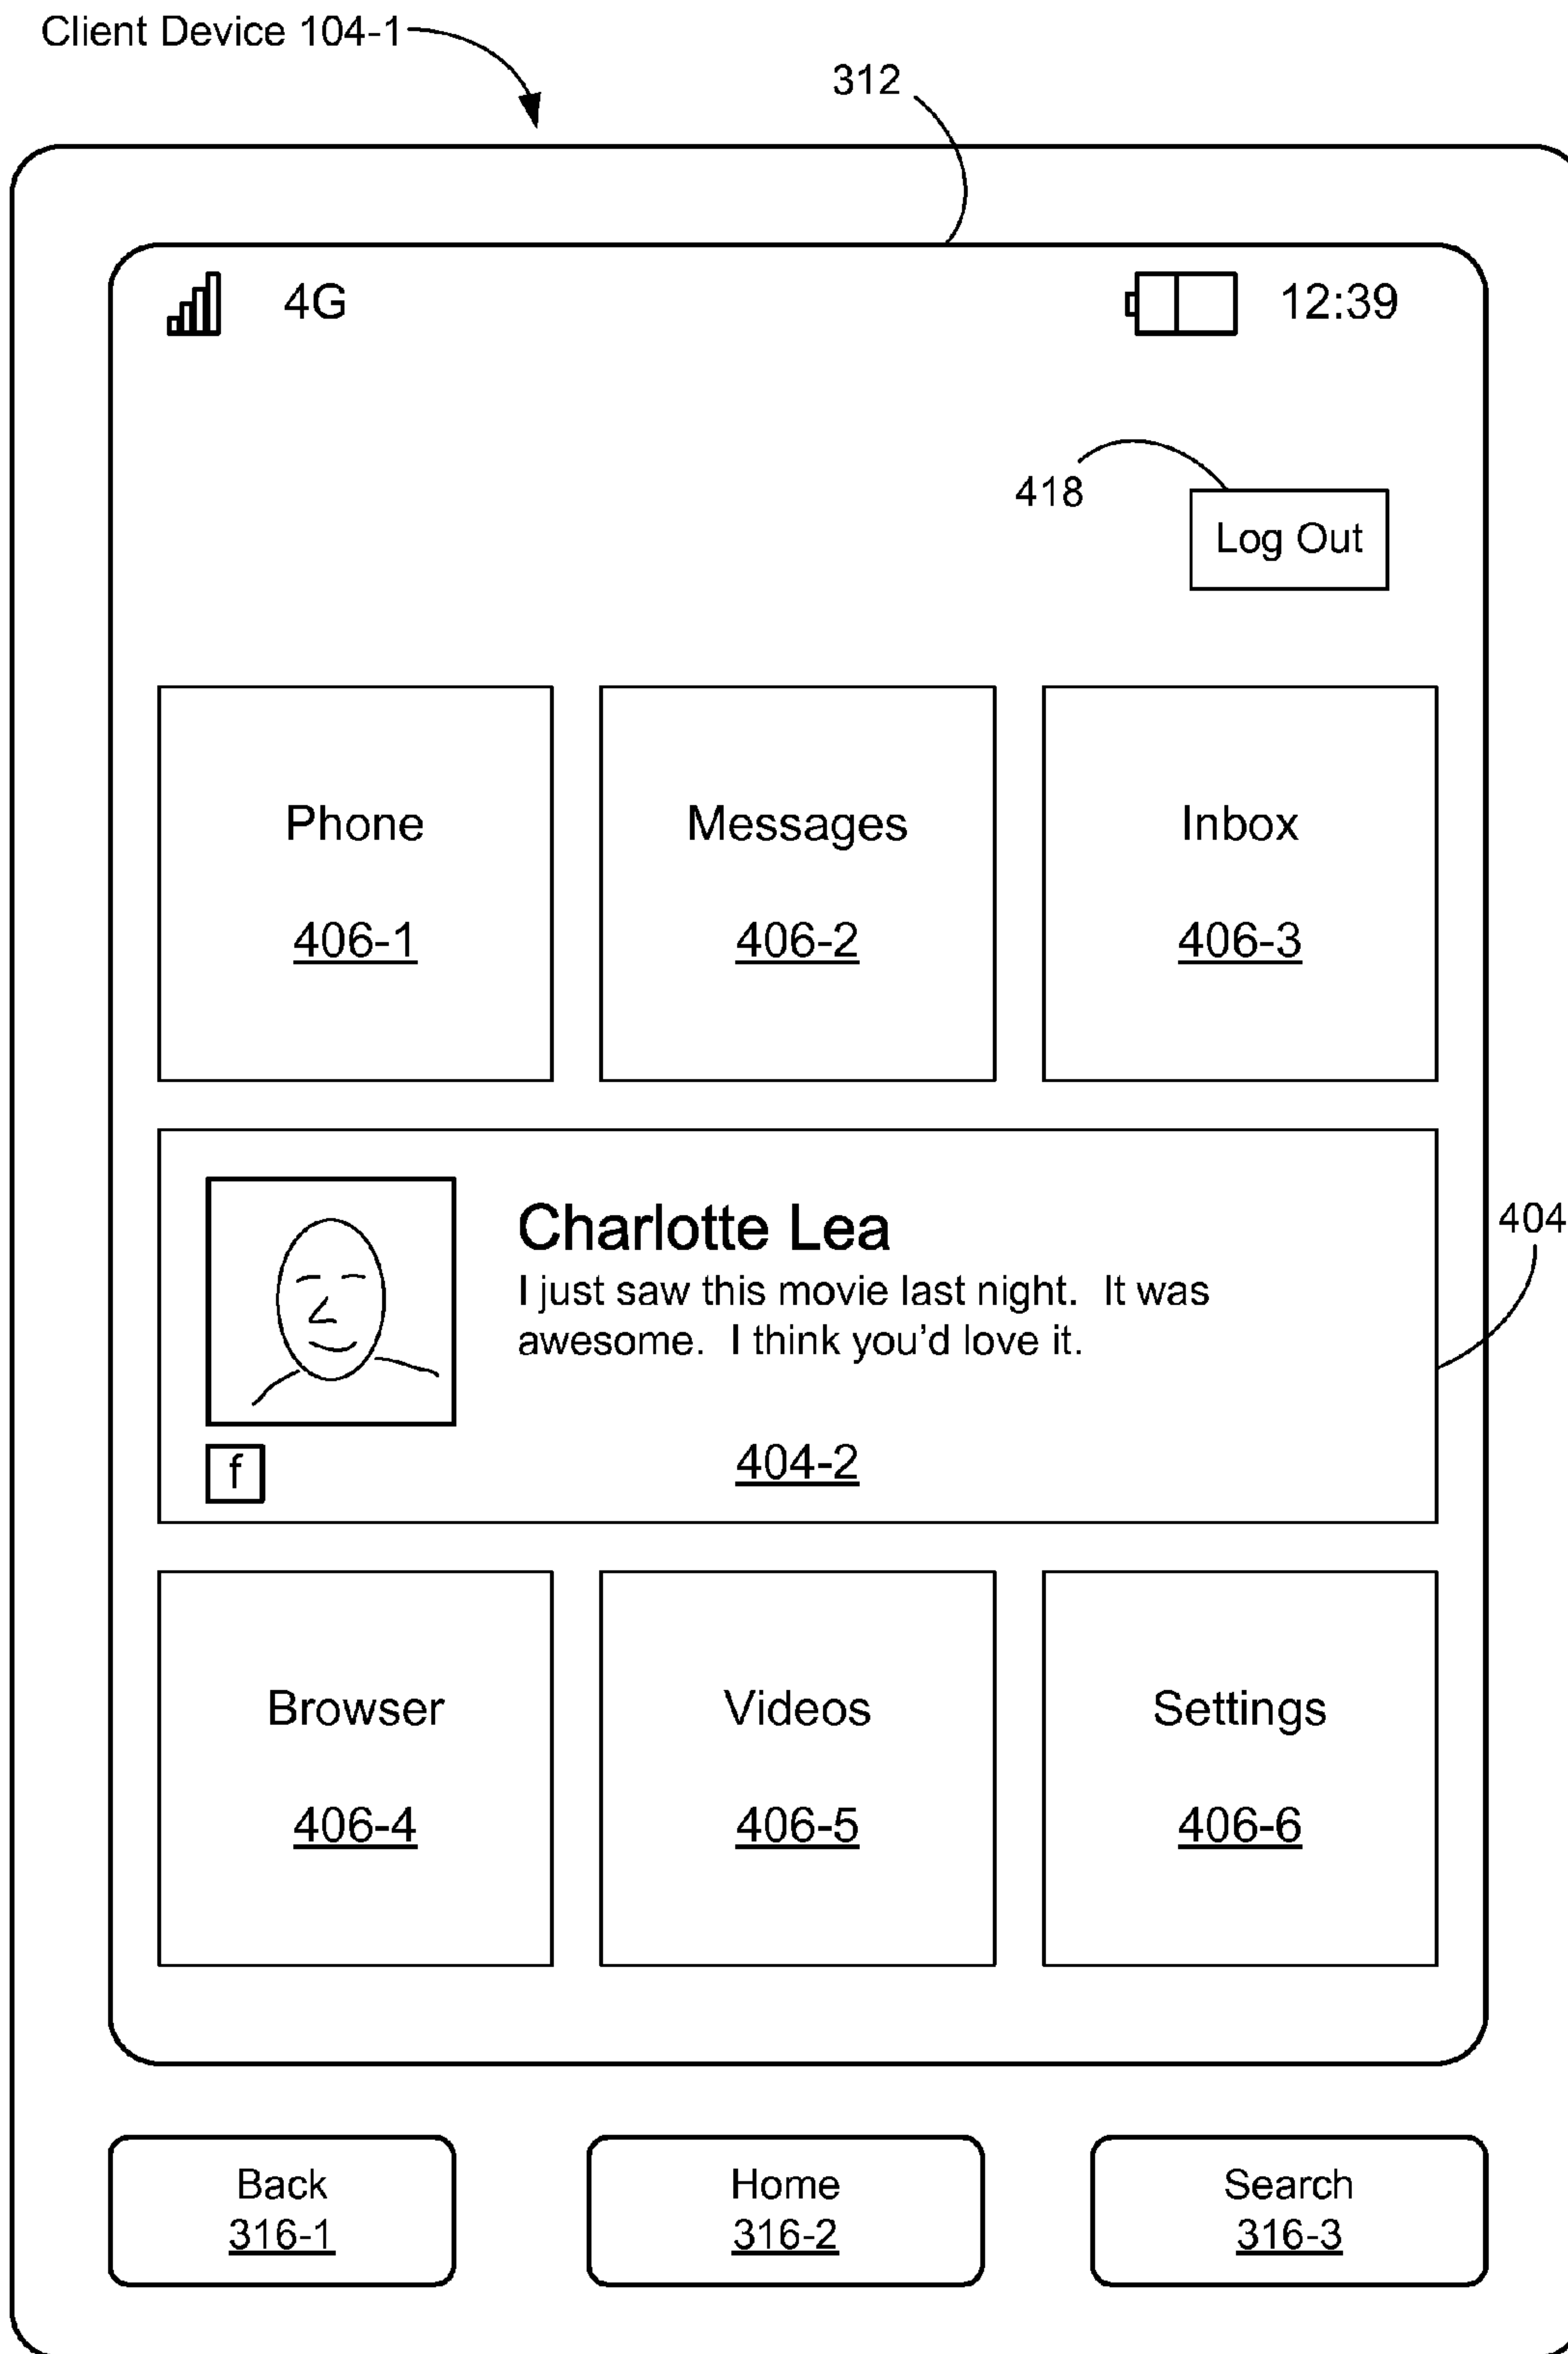 Client Device 104-1
312
4G
12:39
418
Log Out
Phone
Messages
Inbox
406-1
406-2
406-3
Charlotte Lea
I just saw this movie last night.  It was
awesome.  I think you'd love it.
404
f
404-2
Browser
Videos
Settings
406-4
406-5
406-6
Back
Home
Search
316-1
316-2
316-3